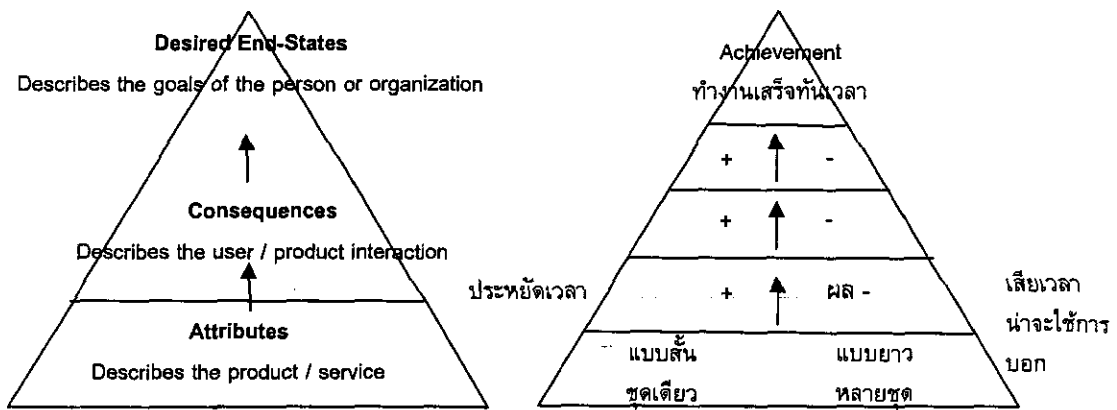 Desired End-States
Describes the goals of the person or organization
Consequences
Describes the user / product interaction
Attributes
Describes the product / service
Achievement
ทำงานเสร็จทันเวลา
+ -
+ -
ประหยัดเวลา + ผล - เสียเวลา
น่าจะใช้การ
บอก
แบบสั้น แบบยาว
ชุดเดียว หลายชุด